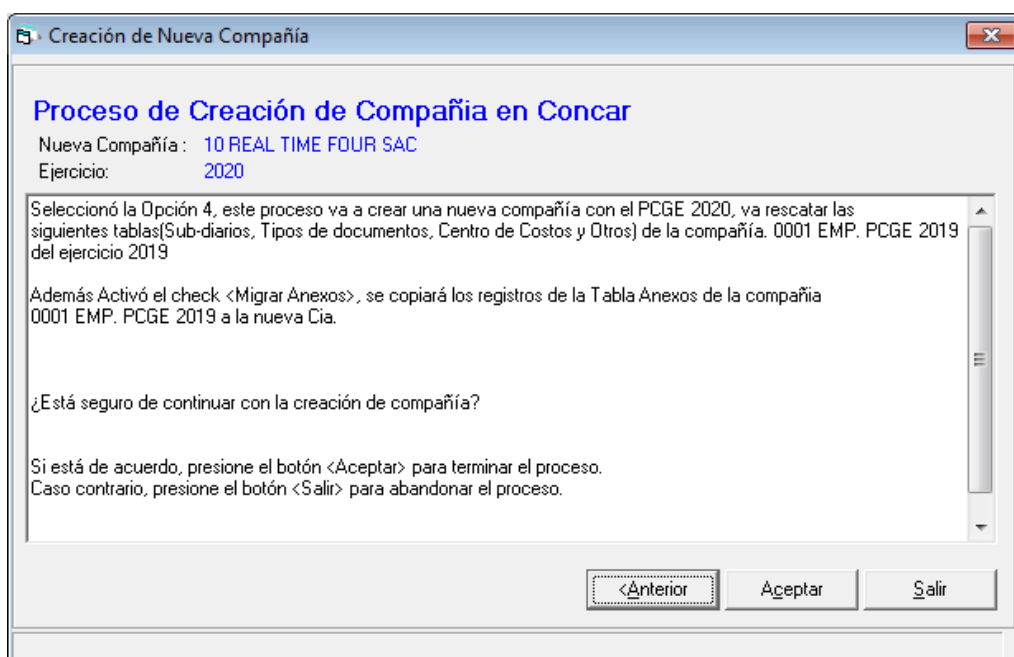 Creación de Nueva Compañía
Proceso de Creación de Compañia en Concar
Nueva Compañía : 10 REAL TIME FOUR SAC
Ejercicio: 2020
Seleccionó la Opción 4, este proceso va a crear una nueva compañía con el PCGE 2020, va rescatar las
siguientes tablas(Sub-diarios, Tipos de documentos, Centro de Costos y Otros) de la compañía. 0001 EMP. PCGE 2019
del ejercicio 2019
Además Activó el check <Migrar Anexos>, se copiará los registros de la Tabla Anexos de la compañia
0001 EMP. PCGE 2019 a la nueva Cia.
¿Está seguro de continuar con la creación de compañía?
Si está de acuerdo, presione el botón <Aceptar> para terminar el proceso.
Caso contrario, presione el botón <Salir> para abandonar el proceso.
<Anterior Aceptar Salir